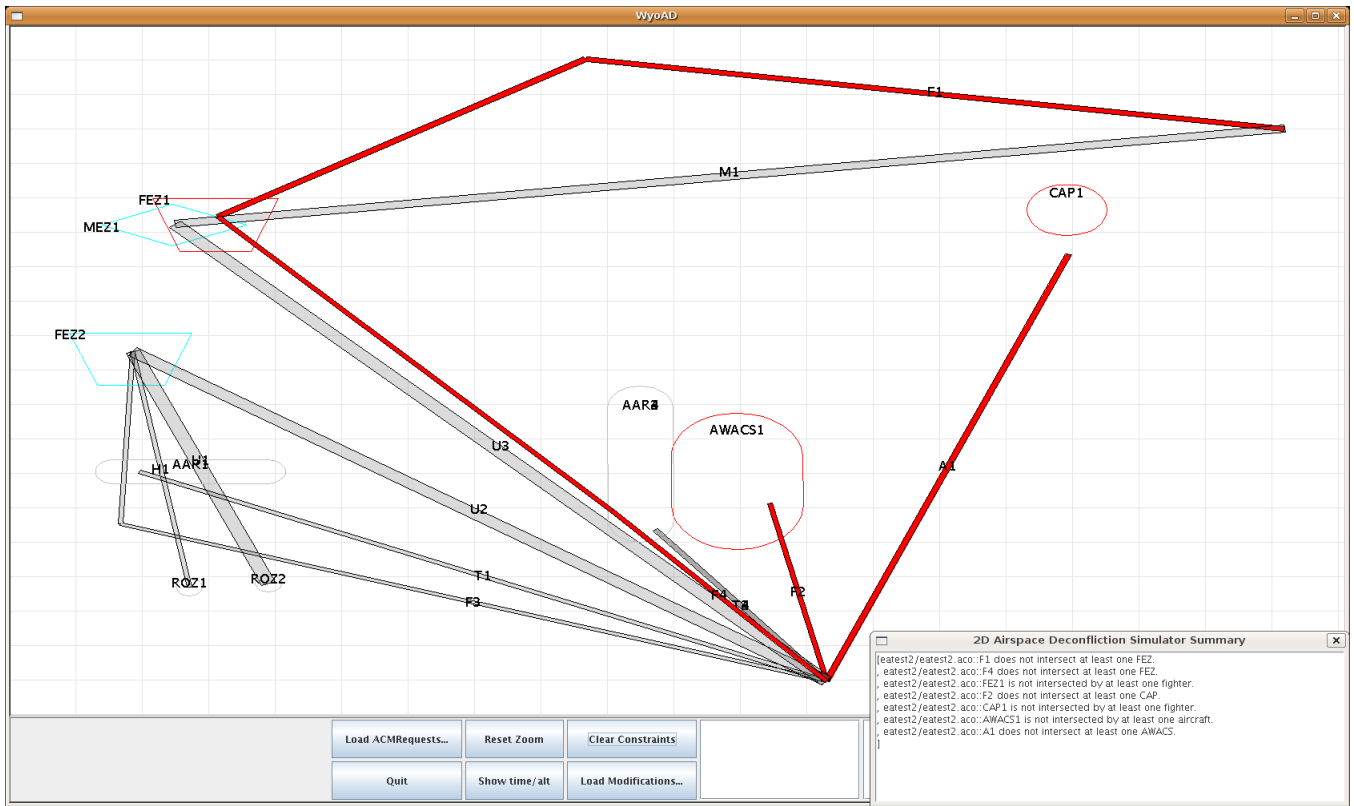 WyoAD
F1
M1
CAP1
FEZ1
MEZ1
FEZ2
AWACS1
U3
H1
A1
U2
T1
ROZ2
ROZ1
F2
F4
F3
2D Airspace Deconfliction Simulator Summary
[eatest2/eatest2.aco::F1 does not intersect at least one FEZ.
, eatest2/eatest2.aco::F4 does not intersect at least one FEZ.
, eatest2/eatest2.aco::FEZ1 is not intersected by at least one fighter.
, eatest2/eatest2.aco::F2 does not intersect at least one CAP.
, eatest2/eatest2.aco::CAP1 is not intersected by at least one fighter.
, eatest2/eatest2.aco::AWACS1 is not intersected by at least one aircraft.
, eatest2/eatest2.aco::A1 does not intersect at least one AWACS.
]
Load ACMRequests...
Reset Zoom
Clear Constraints
Quit
Show time/alt
Load Modifications...